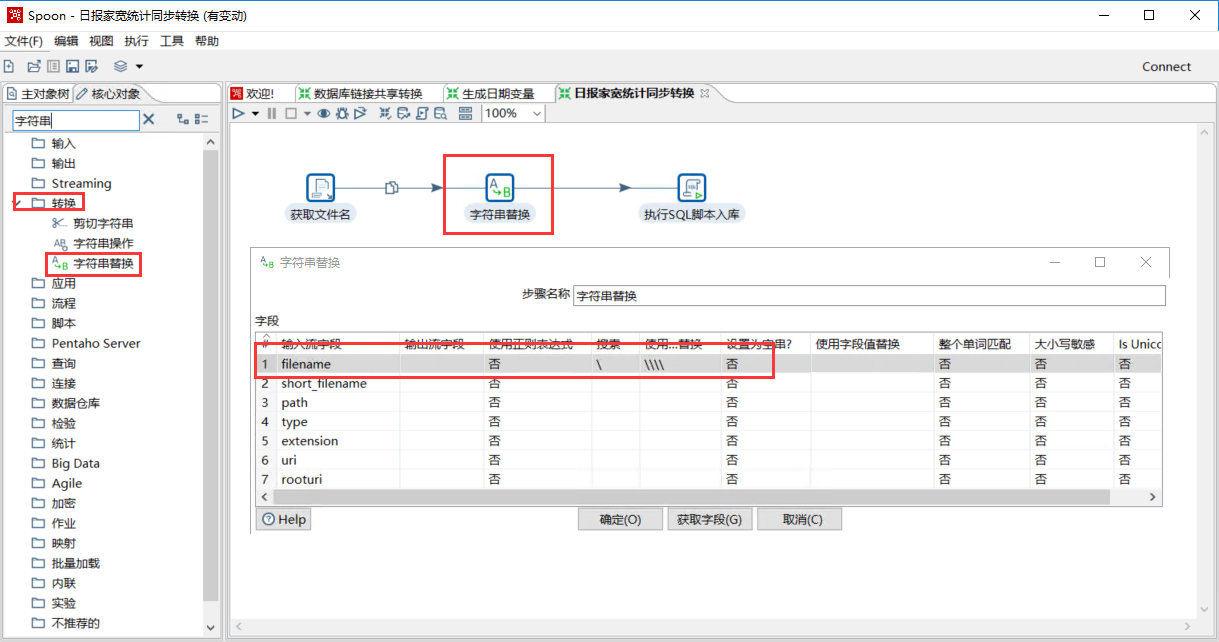 Spoon - 日报家宽统计同步转换 (有变动)
文件(F) 编辑 视图 执行 工具 帮助
Connect
主对象树 核心对象
欢迎! 数据库链接共享转换 生成日期变量 日报家宽统计同步转换
字符串
100%
输入
输出
Streaming
转换
剪切字符串
字符串操作
字符串替换
应用
流程
脚本
Pentaho Server
查询
连接
数据仓库
检验
统计
Big Data
Agile
加密
作业
映射
批量加载
内联
实验
不推荐的
获取文件名 字符串替换 执行SQL脚本入库
字符串替换
步骤名称 字符串替换
字段
# 输入流字段 输出流字段 使用正则表达式 搜索 使用...替换 设置为空串? 使用字段值替换 整个单词匹配 大小写敏感 Is Unico
1 filename 否 \ \\\\ 否 否 否 否
2 short_filename 否 否 否 否 否
3 path 否 否 否 否 否
4 type 否 否 否 否 否
5 extension 否 否 否 否 否
6 uri 否 否 否 否 否
7 rooturi 否 否 否 否 否
Help 确定(O) 获取字段(G) 取消(C)